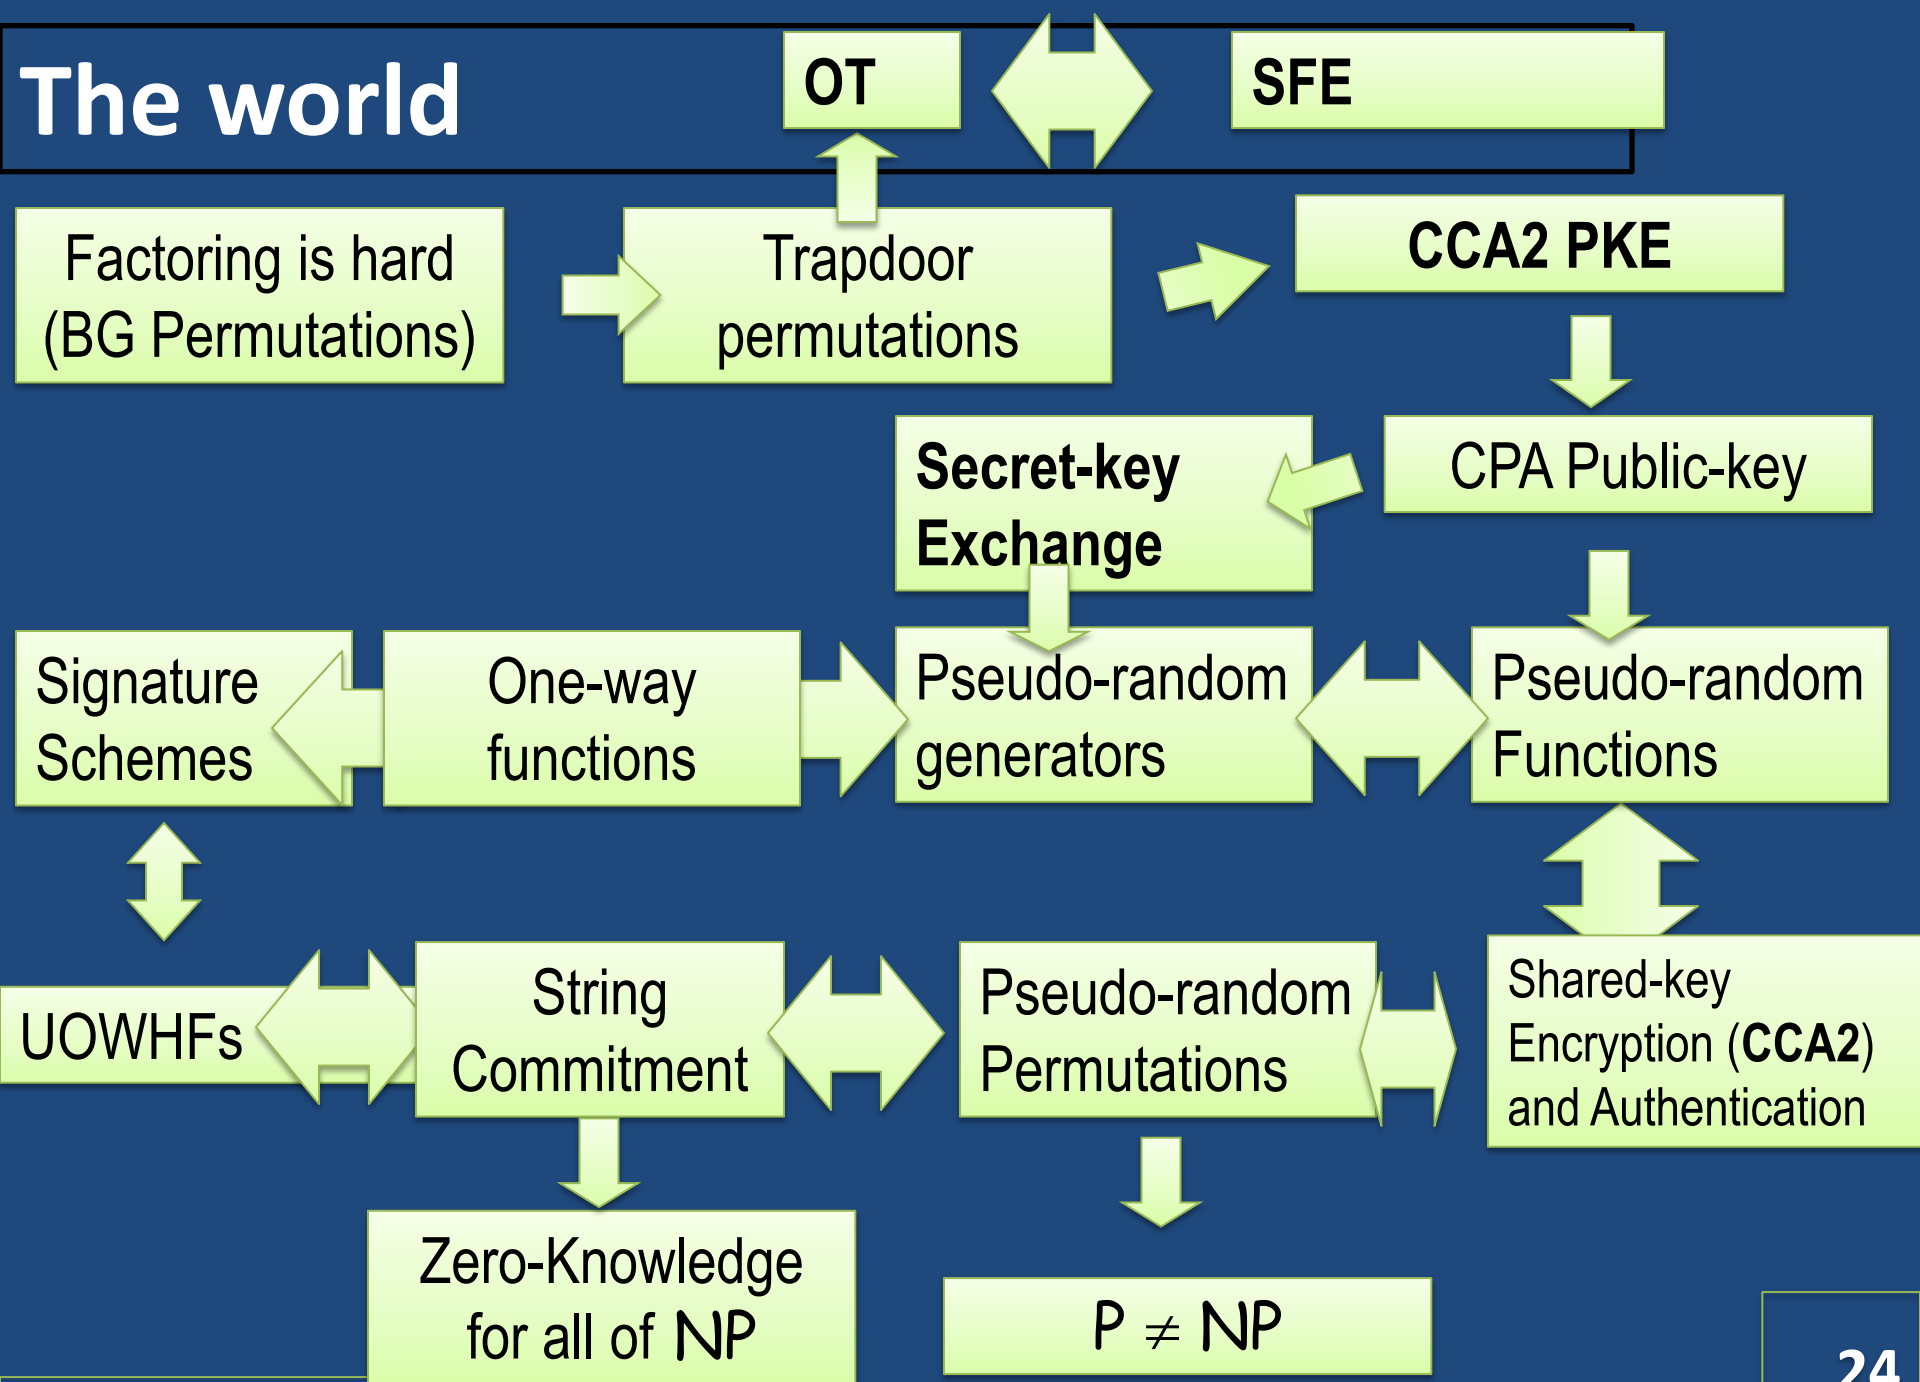 The world
OT
SFE
Factoring is hard
(BG Permutations)
Trapdoor
permutations
CCA2 PKE
Secret-key
Exchange
CPA Public-key
Signature
Schemes
One-way
functions
Pseudo-random
generators
Pseudo-random
Functions
UOWHFs
String
Commitment
Pseudo-random
Permutations
Shared-key
Encryption (CCA2)
and Authentication
Zero-Knowledge
for all of NP
P ≠ NP
24